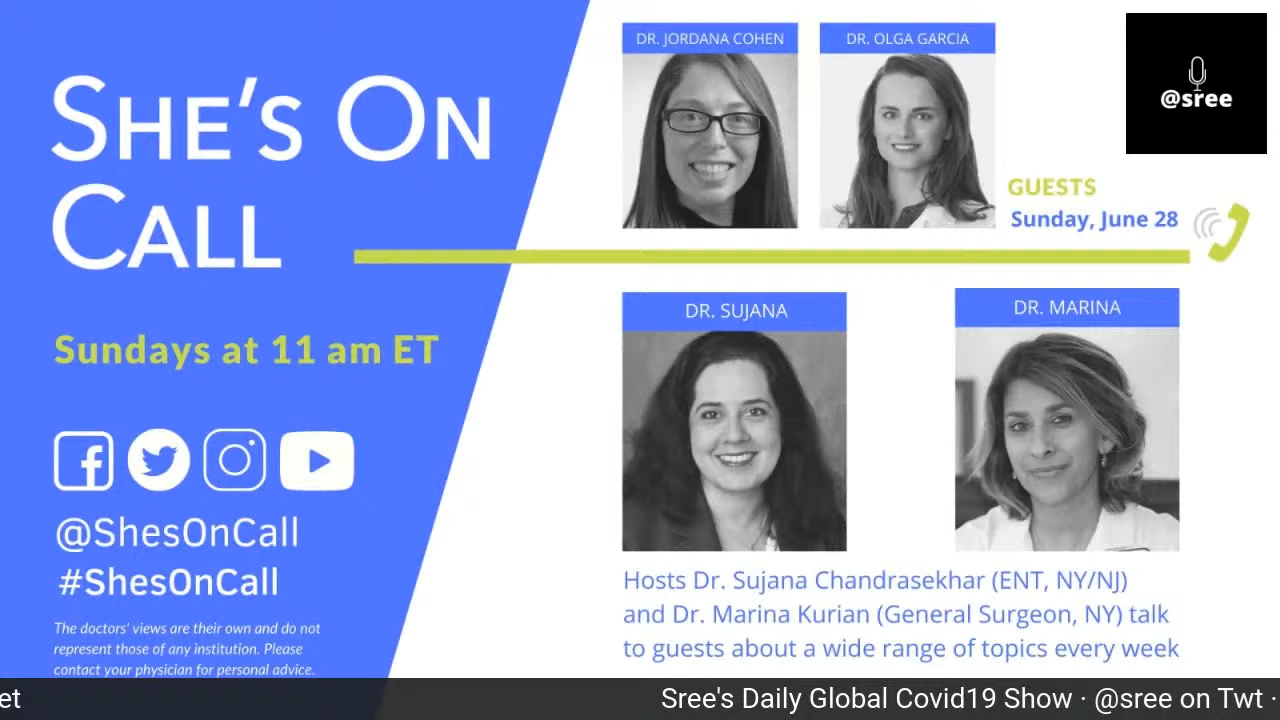 She's On
Call
Sundays at 11 am ET
@ShesOnCall
#ShesOnCall
The doctors' views are their own and do not
represent those of any institution. Please
contact your physician for personal advice.
DR. JORDANA COHEN
DR. OLGA GARCIA
@sree
GUESTS
Sunday, June 28
DR. SUJANA
DR. MARINA
Hosts Dr. Sujana Chandrasekhar (ENT, NY/NJ)
and Dr. Marina Kurian (General Surgeon, NY) talk
to guests about a wide range of topics every week
et
Sree's Daily Global Covid19 Show · @sree on Twt ·